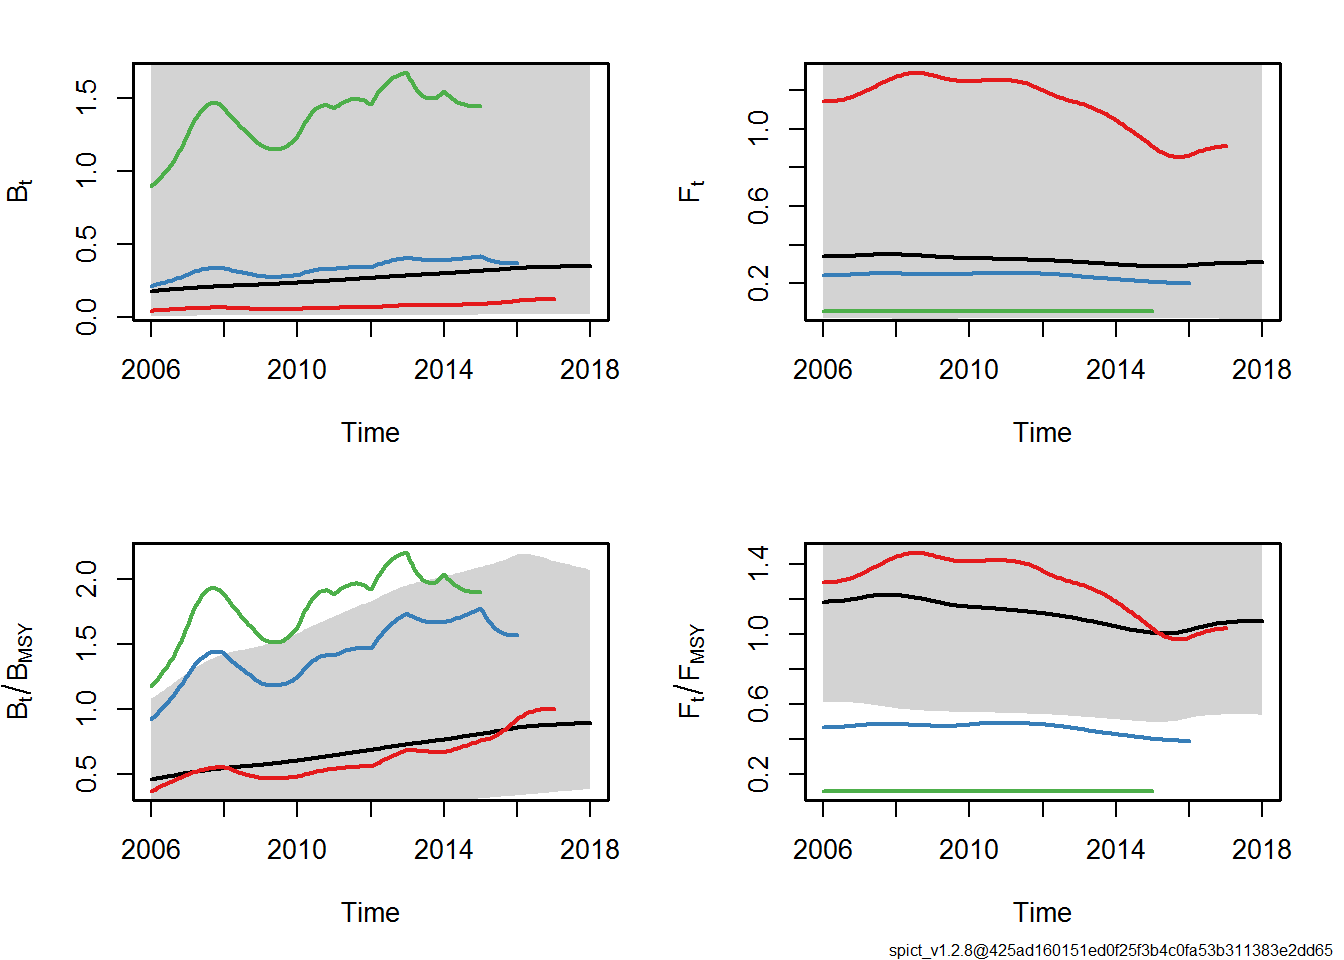 Bt
0.0 0.5 1.0 1.5
2006 2010 2014 2018
Time
Ft
0.2 0.6 1.0
2006 2010 2014 2018
Time
Bt/BMSY
0.5 1.0 1.5 2.0
2006 2010 2014 2018
Time
Ft/FMSY
0.2 0.6 1.0 1.4
2006 2010 2014 2018
Time
spict_v1.2.8@425ad160151ed0f25f3b4c0fa53b311383e2dd65